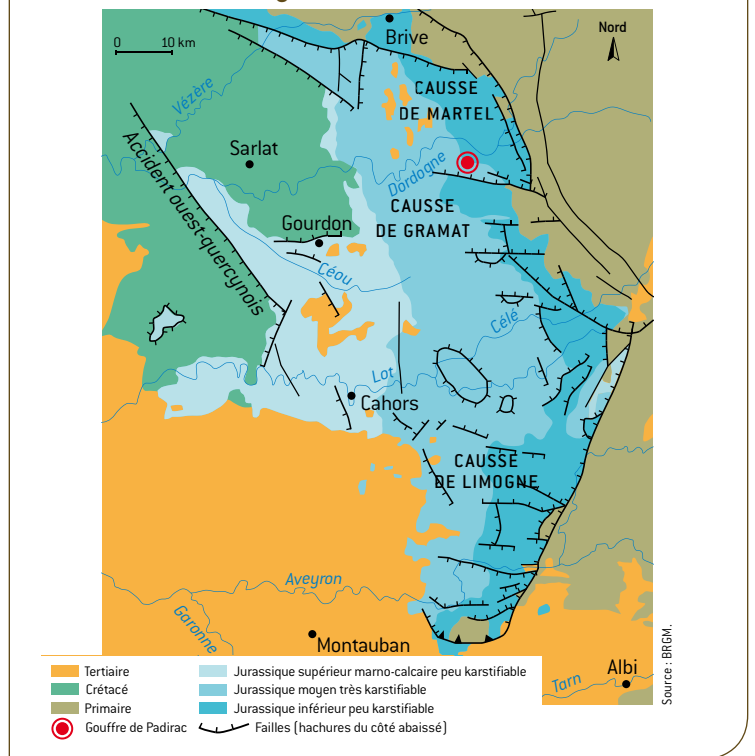 0 10 km
Brive
Nord
CAUSSE
DE MARTEL
Vézère
Sarlat
Dordogne
Accident ouest-quercynois
CAUSSE
DE GRAMAT
Gourdon
Céou
Célé
Lot
Cahors
CAUSSE
DE LIMOGNE
Aveyron
Garonne
Montauban
Albi
Tarn
Source : BRGM.
Tertiaire
Crétacé
Primaire
Gouffre de Padirac
Jurassique supérieur marno-calcaire peu karstifiable
Jurassique moyen très karstifiable
Jurassique inférieur peu karstifiable
Failles (hachures du côté abaissé)